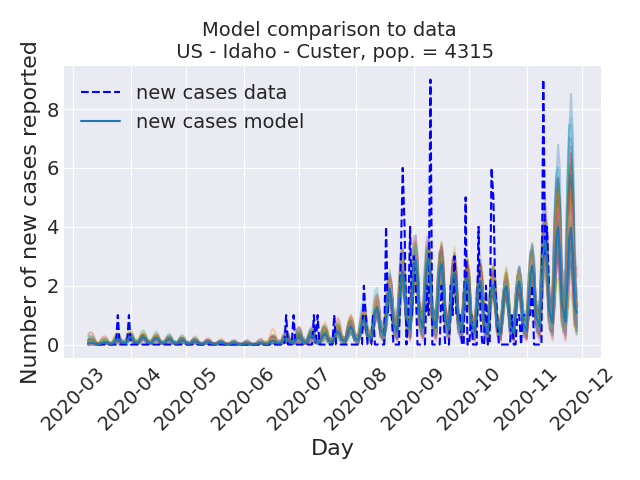 Model comparison to data
US - Idaho - Custer, pop. = 4315
Number of new cases reported
new cases data
new cases model
8
6
4
2
0
2020-03
2020-04
2020-05
2020-06
2020-07
2020-08
2020-09
2020-10
2020-11
2020-12
Day